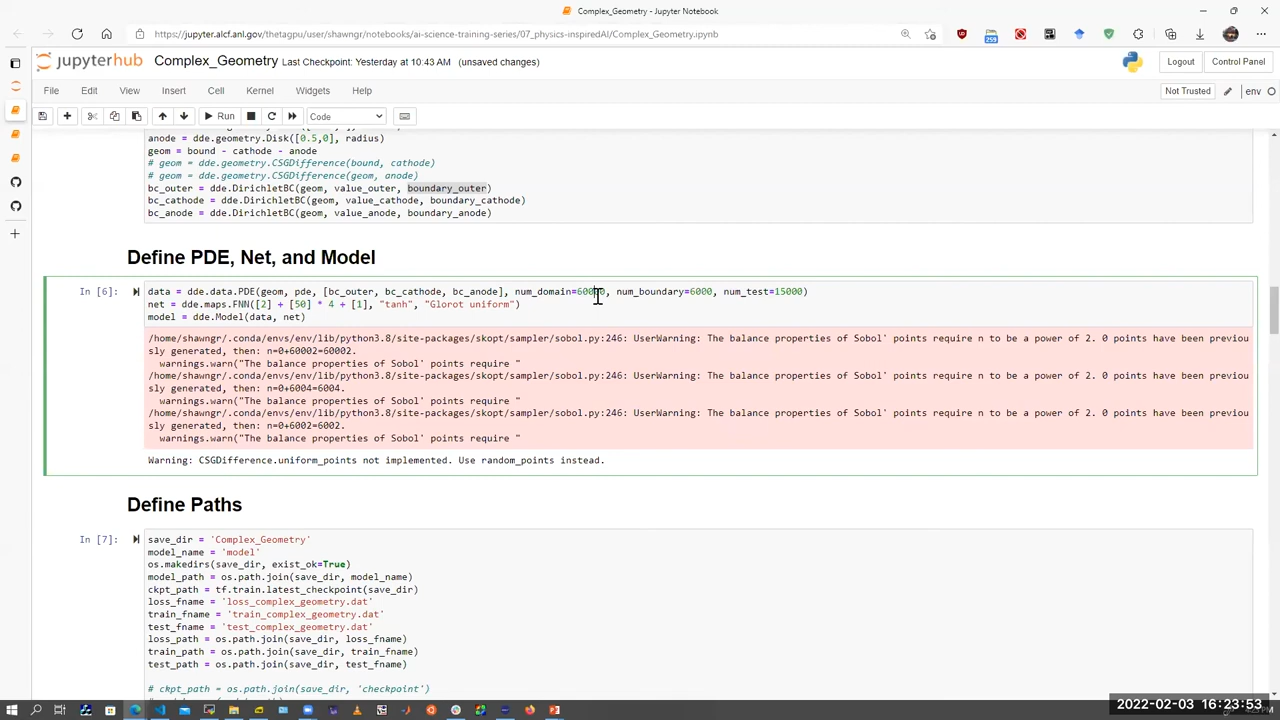 Complex_Geometry - Jupyter Notebook
https://jupyter.alcf.anl.gov/thetagpu/user/shawngr/notebooks/ai-science-training-series/07_physics-inspiredAI/Complex_Geometry.ipynb
259
jupyterhub
Complex_Geometry Last Checkpoint: Yesterday at 10:43 AM (unsaved changes)
Logout
Control Panel
File Edit View Insert Cell Kernel Widgets Help
Not Trusted
env
Run
Code
anode = dde.geometry.Disk([0.5,0], radius)
geom = bound - cathode - anode
# geom = dde.geometry.CSGDifference(bound, cathode)
# geom = dde.geometry.CSGDifference(geom, anode)
bc_outer = dde.DirichletBC(geom, value_outer, boundary_outer)
bc_cathode = dde.DirichletBC(geom, value_cathode, boundary_cathode)
bc_anode = dde.DirichletBC(geom, value_anode, boundary_anode)
Define PDE, Net, and Model
In [6]:
data = dde.data.PDE(geom, pde, [bc_outer, bc_cathode, bc_anode], num_domain=60000, num_boundary=6000, num_test=15000)
net = dde.maps.FNN([2] + [50] * 4 + [1], "tanh", "Glorot uniform")
model = dde.Model(data, net)
/home/shawngr/.conda/envs/env/lib/python3.8/site-packages/skopt/sampler/sobol.py:246: UserWarning: The balance properties of Sobol' points require n to be a power of 2. 0 points have been previou
sly generated, then: n=0+60002=60002.
warnings.warn("The balance properties of Sobol' points require "
/home/shawngr/.conda/envs/env/lib/python3.8/site-packages/skopt/sampler/sobol.py:246: UserWarning: The balance properties of Sobol' points require n to be a power of 2. 0 points have been previou
sly generated, then: n=0+6004=6004.
warnings.warn("The balance properties of Sobol' points require "
/home/shawngr/.conda/envs/env/lib/python3.8/site-packages/skopt/sampler/sobol.py:246: UserWarning: The balance properties of Sobol' points require n to be a power of 2. 0 points have been previou
sly generated, then: n=0+6002=6002.
warnings.warn("The balance properties of Sobol' points require "
Warning: CSGDifference.uniform_points not implemented. Use random_points instead.
Define Paths
In [7]:
save_dir = 'Complex_Geometry'
model_name = 'model'
os.makedirs(save_dir, exist_ok=True)
model_path = os.path.join(save_dir, model_name)
ckpt_path = tf.train.latest_checkpoint(save_dir)
loss_fname = 'loss_complex_geometry.dat'
train_fname = 'train_complex_geometry.dat'
test_fname = 'test_complex_geometry.dat'
loss_path = os.path.join(save_dir, loss_fname)
train_path = os.path.join(save_dir, train_fname)
test_path = os.path.join(save_dir, test_fname)
# ckpt_path = os.path.join(save_dir, 'checkpoint')
2022-02-03 16:23:53